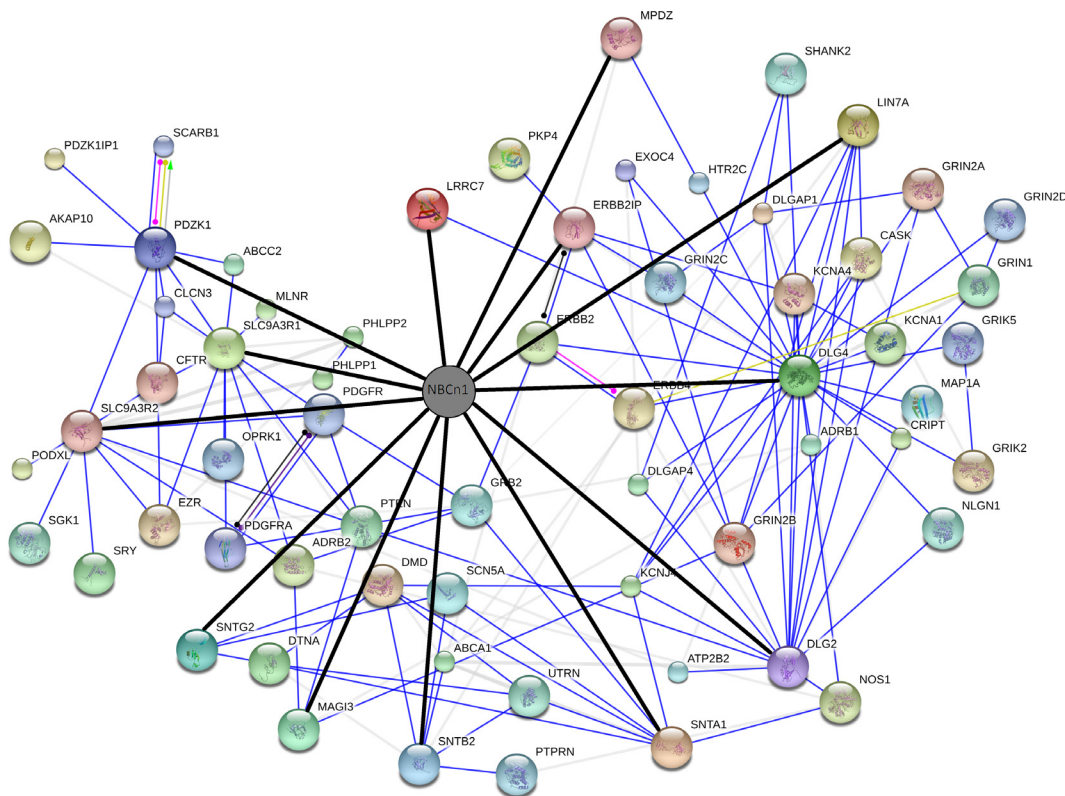 MPDZ
SHANK2
LIN7A
SCARB1
PDZK1IP1
PKP4
EXOC4
HTR2C
GRIN2A
LRRC7
ERBB2IP
DLGAP1
GRIN2D
AKAP10
PDZK1
ABCC2
CASK
GRIN2C
GRIN1
KCNA4
CLCN3
MLNR
SLC9A3R1
PHLPP2
ERBB2
KCNA1
GRIK5
DLG4
CFTR
PHLPP1
NBCn1
PDGFR
ERBB4
MAP1A
SLC9A3R2
OPRK1
ADRB1
CRIPT
GRIK2
PODXL
DLGAP4
SGK1
EZR
PTEN
GRB2
NLGN1
SRY
PDGFRA
GRIN2B
ADRB2
DMD
SCN5A
KCNJ4
SNTG2
DTNA
ABCA1
DLG2
ATP2B2
UTRN
NOS1
MAGI3
SNTB2
SNTA1
PTPRN